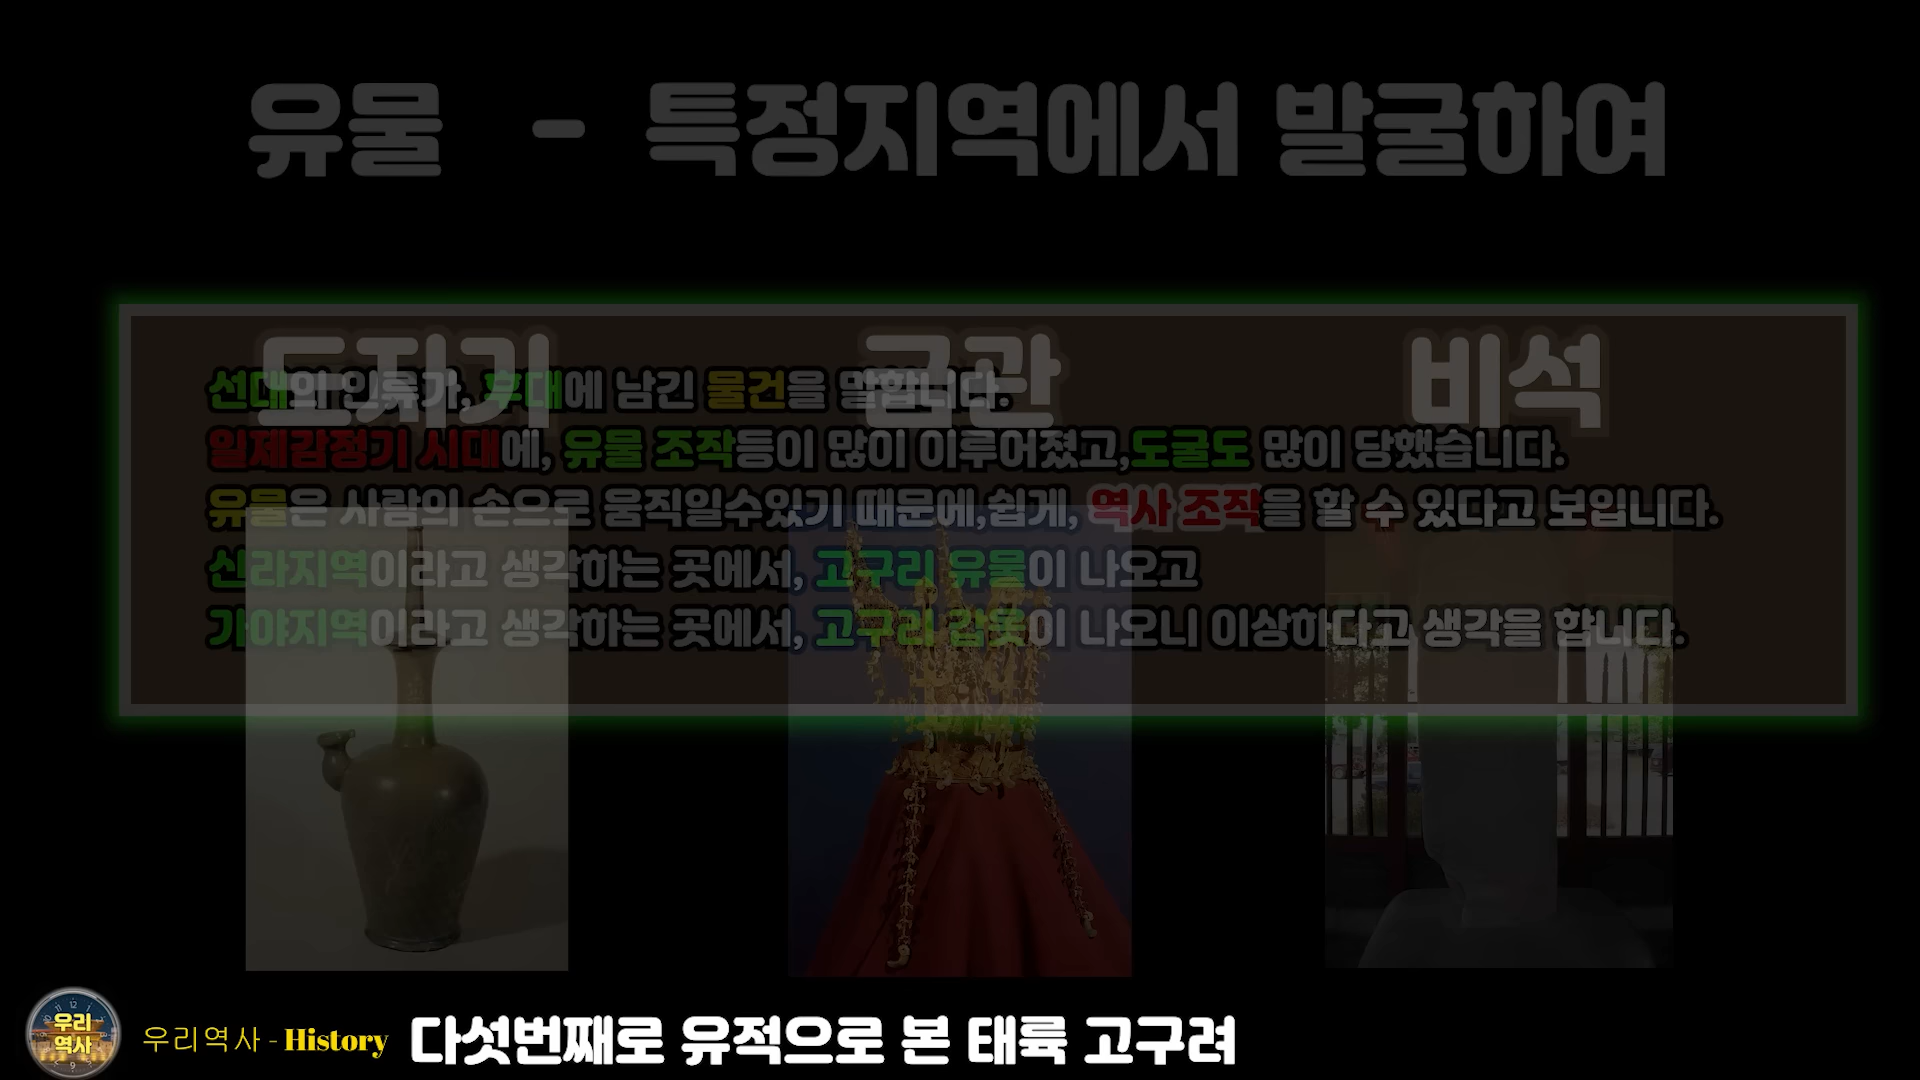 유물 - 특정지역에서 발굴하여
도자기 금관 비석
선대의 인류가, 후대에 남긴 물건을 말합니다.
일제감정기 시대에, 유물 조작등이 많이 이루어졌고,도굴도 많이 당했습니다.
유물은 사람의 손으로 움직일수있기 때문에,쉽게, 역사 조작을 할 수 있다고 보입니다.
신라지역이라고 생각하는 곳에서, 고구리 유물이 나오고
가야지역이라고 생각하는 곳에서, 고구리 갑옷이 나오니 이상하다고 생각을 합니다.
우리
역사
우리역사 - History 다섯번째로 유적으로 본 태륙 고구려